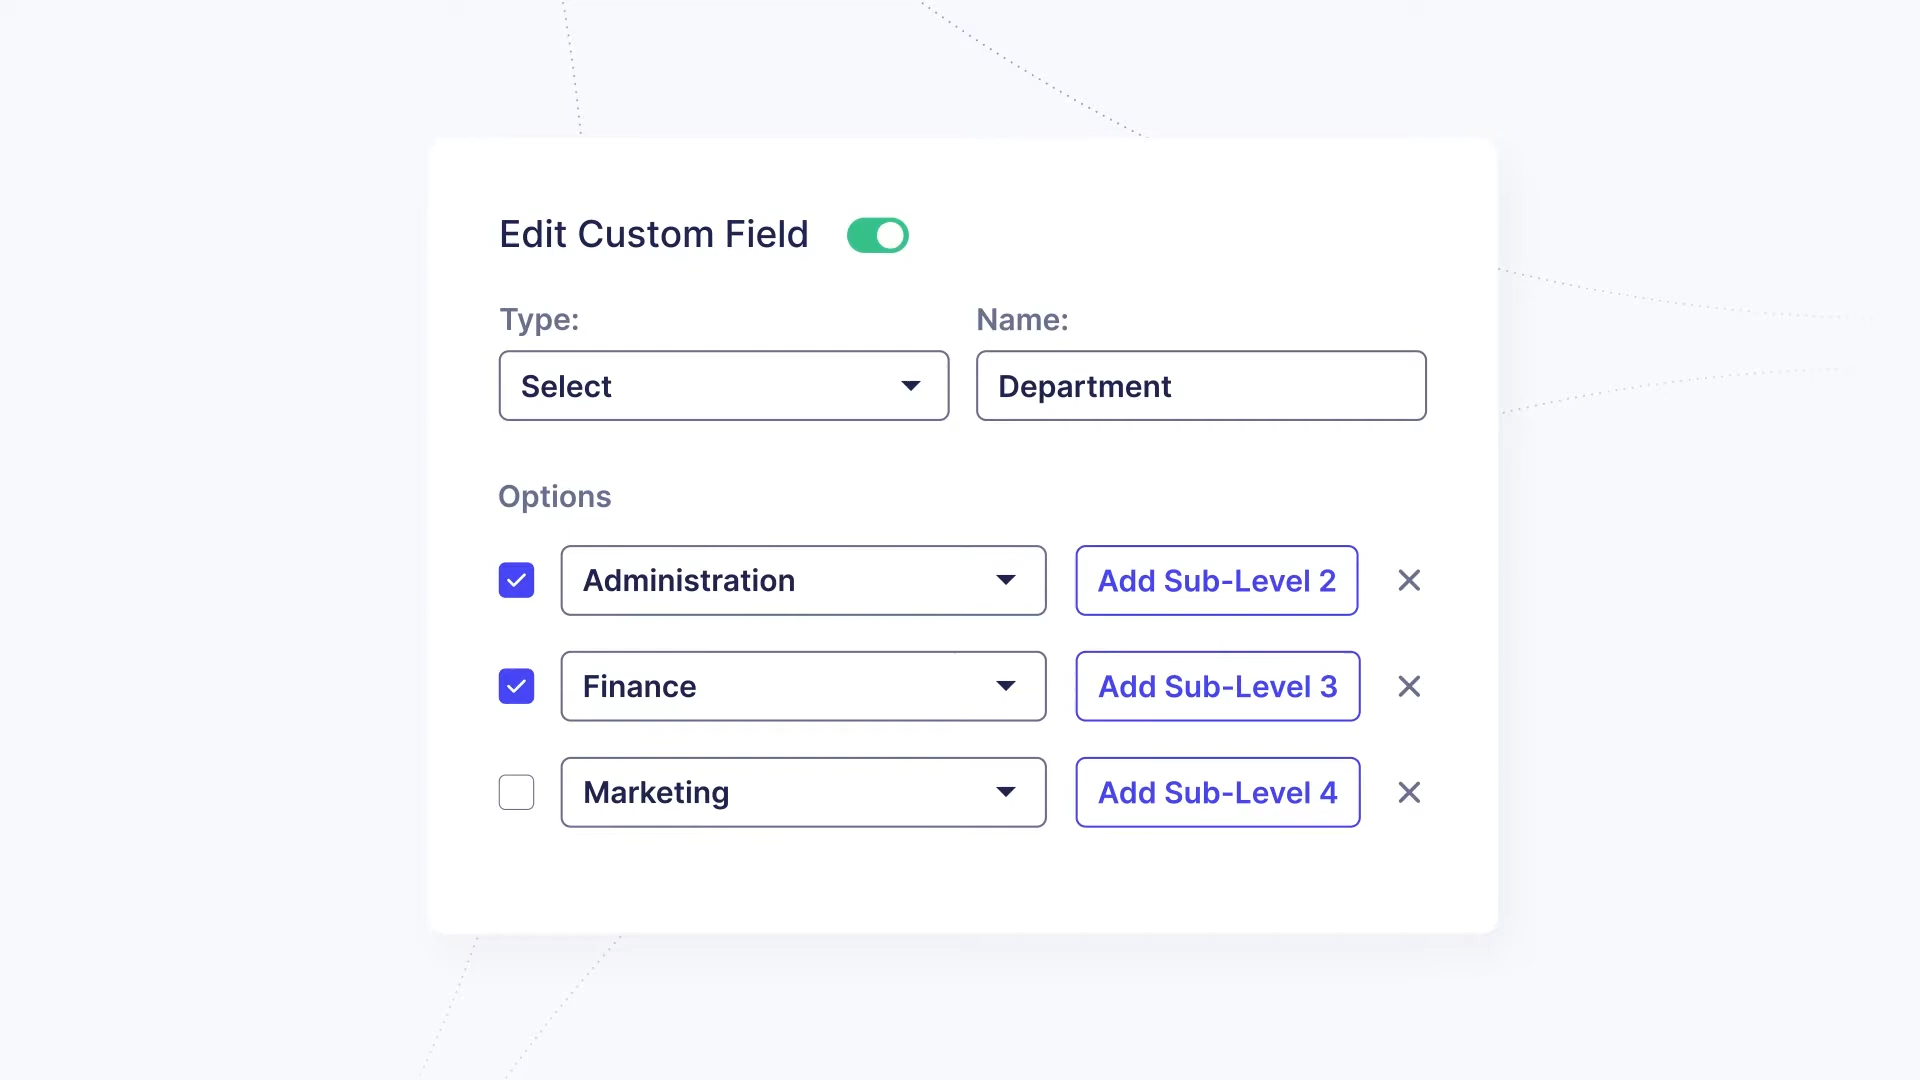 Edit Custom Field
Type:
Name:
Select
Department
Options
Administration
Add Sub-Level 2
Finance
Add Sub-Level 3
Marketing
Add Sub-Level 4